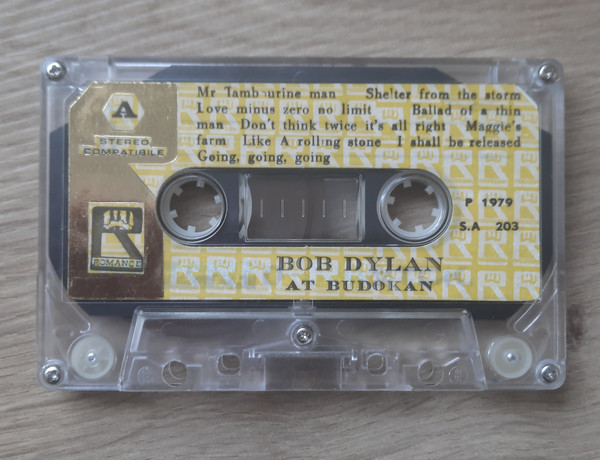 A
STEREO
COMPATIBILE
Mr Tambourine man Shelter from the storm
Love minus zero no limit Ballad of a thin
man Don't think twice it's all right Maggie's
farm Like A rolling stone I shall be released
Going, going, going
P 1979
S.A 203
R
ROMANCE
BOB DYLAN
AT BUDOKAN